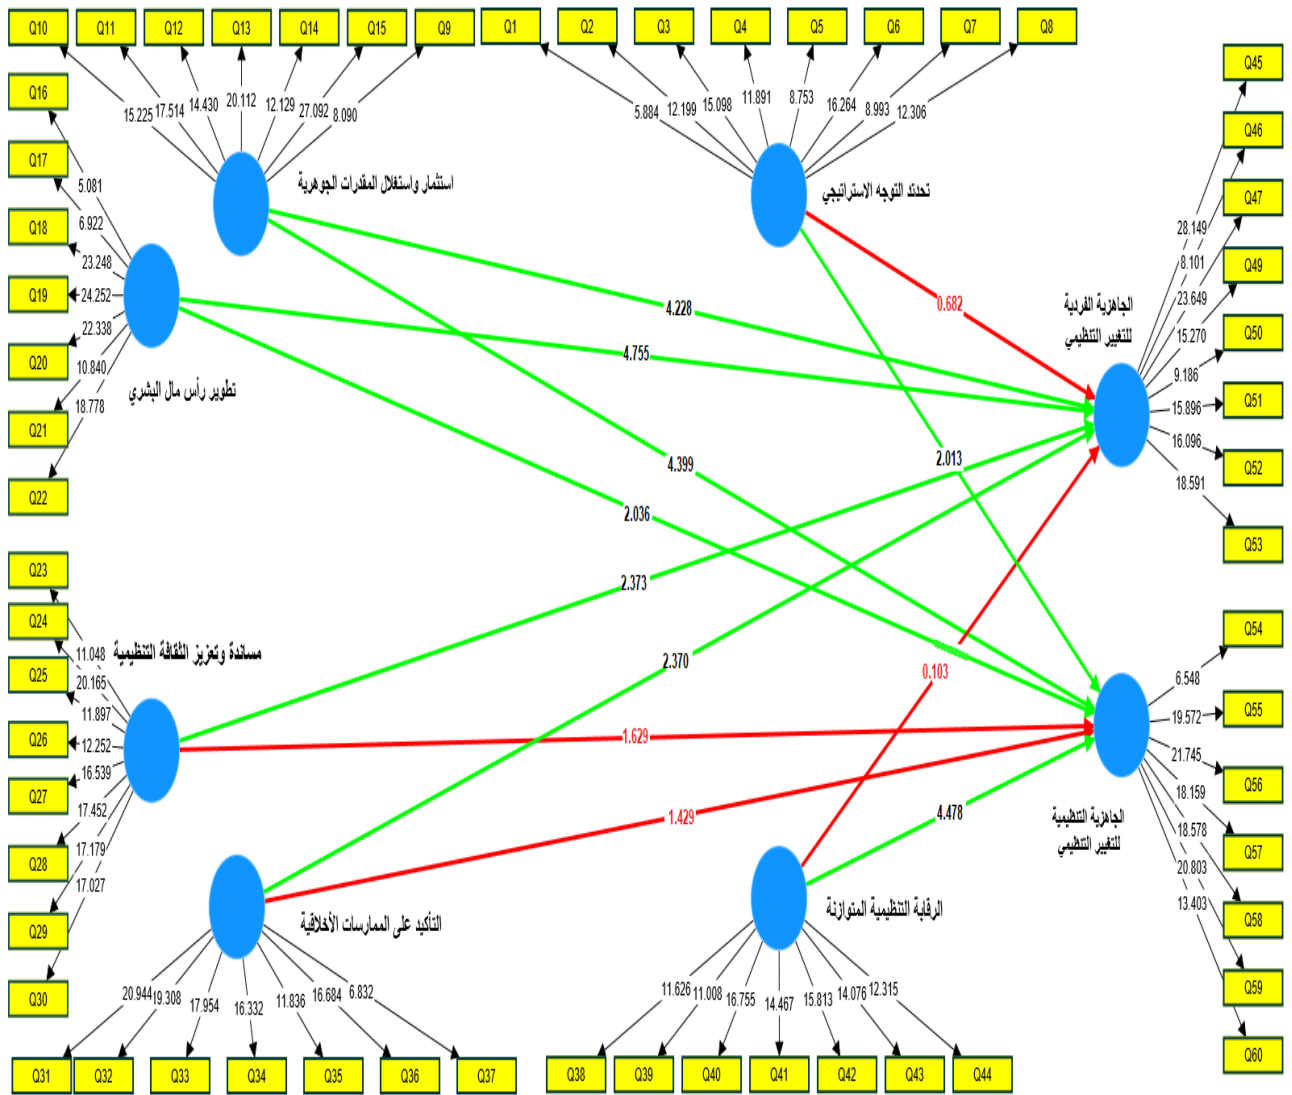 Q10 Q11 Q12 Q13 Q14 Q15 Q9 Q1 Q2 Q3 Q4 Q5 Q6 Q7 Q8
15.225 17.514 14.430 20.112 12.129 27.092 8.090
5.884 12.199 15.098 11.891 8.753 16.264 8.993 12.306
استثمار واستغلال المقدرات الجوهرية
تحدتد التوجه الاستراتيجي
Q16
Q17
Q18
Q19
Q20
Q21
Q22
5.081
6.922
23.248
24.252
22.338
10.840
18.778
تطوير رأس مال البشري
Q45
Q46
Q47
Q49
Q50
Q51
Q52
Q53
28.149
8.101
23.649
15.270
9.186
15.896
16.096
18.591
الجاهزية الفردية
للتغيير التنظيمي
0.682
4.228
4.755
2.013
4.399
2.036
2.373
2.370
0.103
1.629
1.429
4.478
Q23
Q24
Q25
Q26
Q27
Q28
Q29
Q30
11.048
20.165
11.897
12.252
16.539
17.452
17.179
17.027
مساندة وتعزيز الثقافة التنظيمية
Q54
Q55
Q56
Q57
Q58
Q59
Q60
6.548
19.572
21.745
18.159
18.578
20.803
13.403
الجاهزية التنظيمية
للتغيير التنظيمي
التأكيد على الممارسات الأخلاقية
الرقابة التنظيمية المتوازنة
20.944 19.308 17.954 16.332 11.836 16.684 6.832
11.626 11.008 16.755 14.467 15.813 14.076 12.315
Q31 Q32 Q33 Q34 Q35 Q36 Q37 Q38 Q39 Q40 Q41 Q42 Q43 Q44